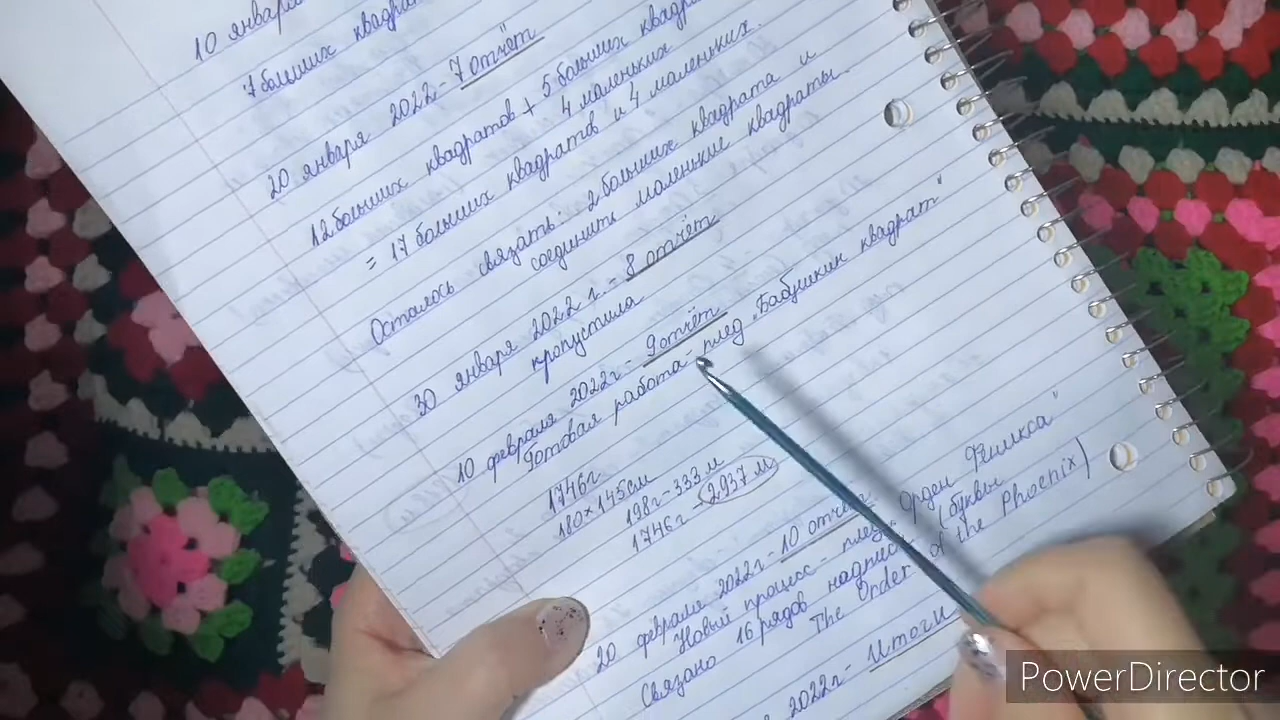 10 января
7 больших квадрат
20 января 2022г - 7 отчёт
12 больших квадратов + 5 больших квадра
4 маленьких
= 17 больших квадратов и 4 маленьких.
Осталось связать: 2 больших квадрата и
соединить маленькие квадраты.
30 января 2022 г. - 8 отчёт
пропустила
10 февраля 2022г - 9 отчёт
Готовая работа - плед „Бабушкин квадрат"
1746г
180×145см
198г - 333 м
1746г - 2937 м
20 февраля 2022г - 10 отчёт.
Новый процесс - плед „Орден Феникса"
Связано 16 рядов надписи (буквы
The Order of the Phoenix)
2022г - Итоги
PowerDirector